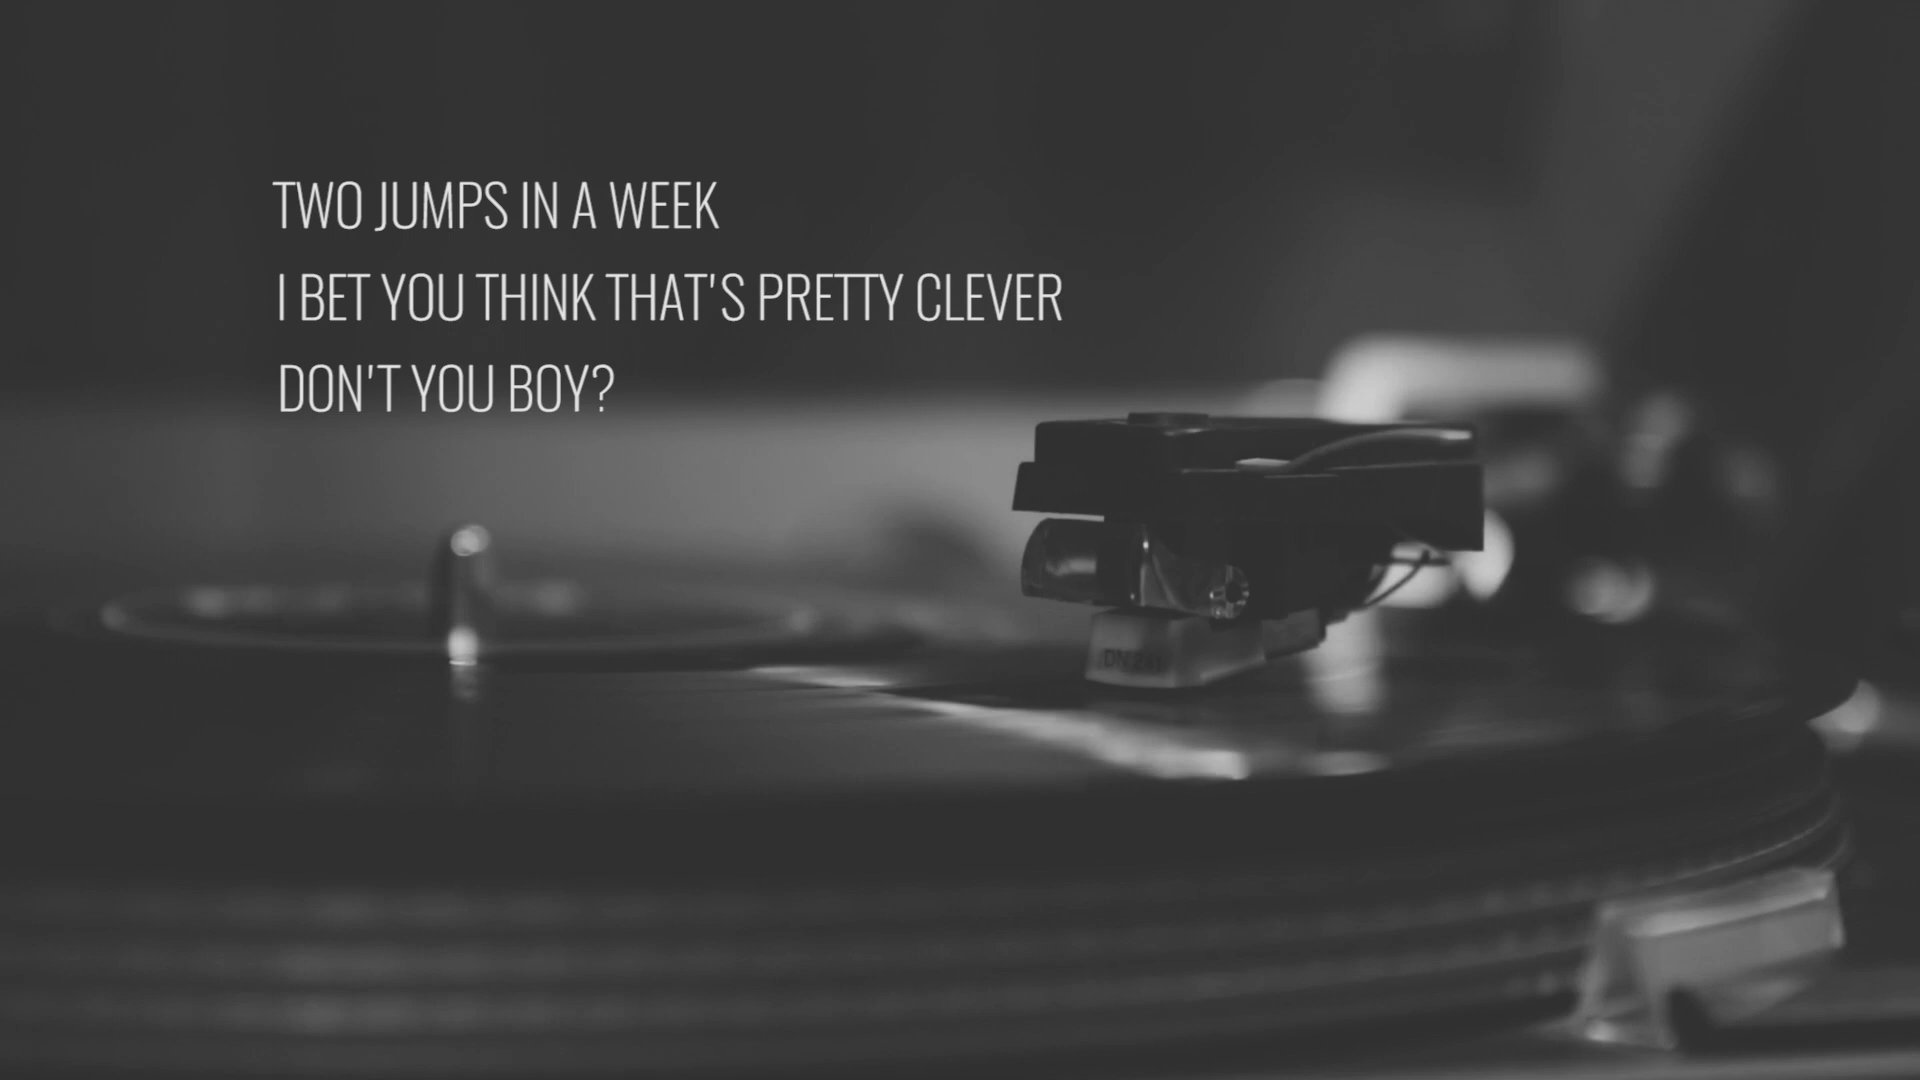 TWO JUMPS IN A WEEK
I BET YOU THINK THAT'S PRETTY CLEVER
DON'T YOU BOY?